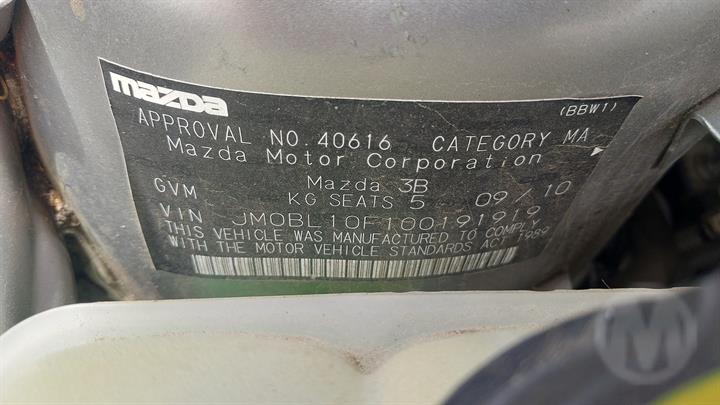 mazda
(BBW1)
APPROVAL NO.40616 CATEGORY MA
Mazda Motor Corporation
Mazda 3B
GVM KG SEATS 5 09/10
VIN JM0BL10F100191919
THIS VEHICLE WAS MANUFACTURED TO COMPLY
WITH THE MOTOR VEHICLE STANDARDS ACT 1989
M